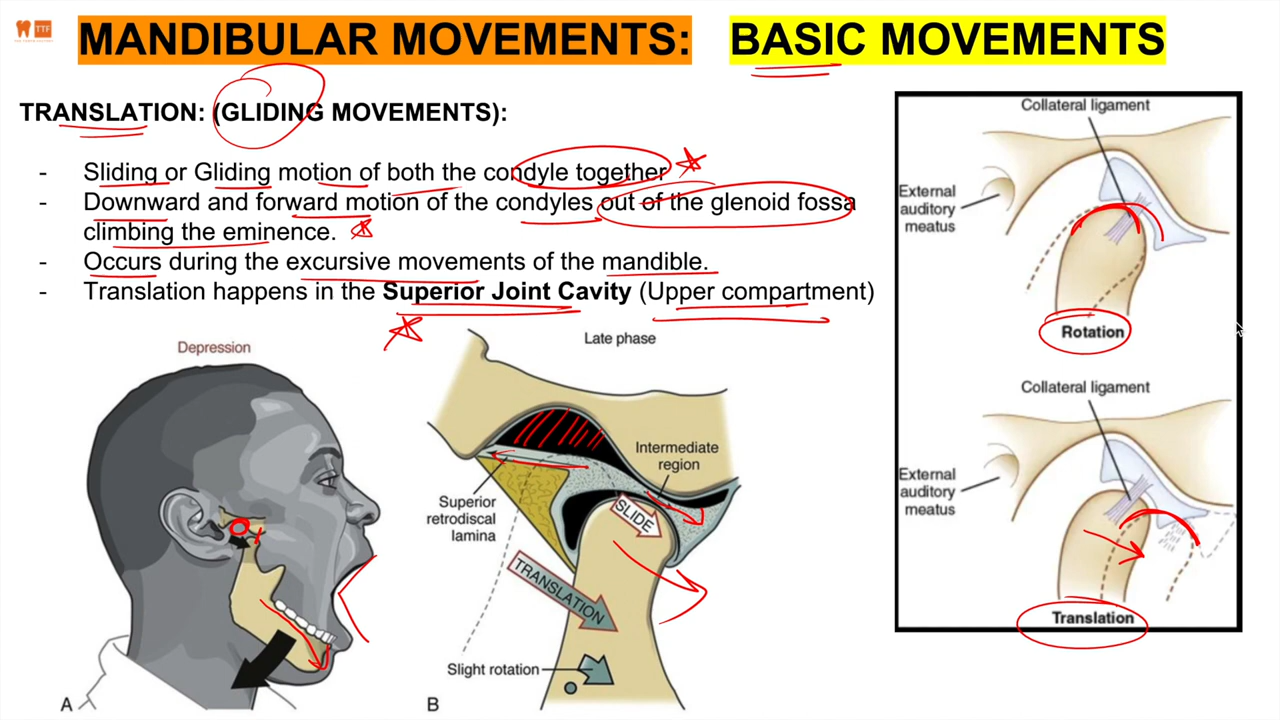 TTF
MANDIBULAR MOVEMENTS: BASIC MOVEMENTS
TRANSLATION: (GLIDING MOVEMENTS):
- Sliding or Gliding motion of both the condyle together
- Downward and forward motion of the condyles out of the glenoid fossa
climbing the eminence.
- Occurs during the excursive movements of the mandible.
- Translation happens in the Superior Joint Cavity (Upper compartment)
Depression
A
Late phase
Intermediate
region
Superior
retrodiscal
lamina
SLIDE
TRANSLATION
Slight rotation
B
Collateral ligament
External
auditory
meatus
Rotation
Collateral ligament
External
auditory
meatus
Translation